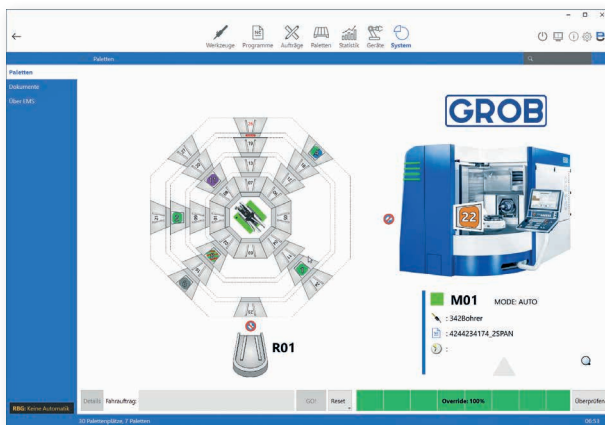 Werkzeuge Programme Aufträge Paletten Statistik Geräte System
Paletten
Paletten
Dokumente
Über EMS
GROB
22
M01 MODE: AUTO
: 342Bohrer
: 4244234174_2SPAN
:
R01
Details Fahrauftrag: GO! Reset Override: 100% Überprüfen
RBG: Keine Automatik
30 Palettenplätze, 7 Paletten 06:53